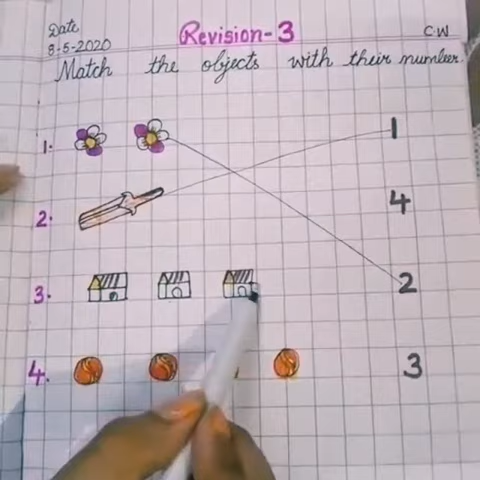 Date
8-5-2020
Revision-3
C.W
Match the objects with their number.
1.
1
2.
4
3.
2
4.
3